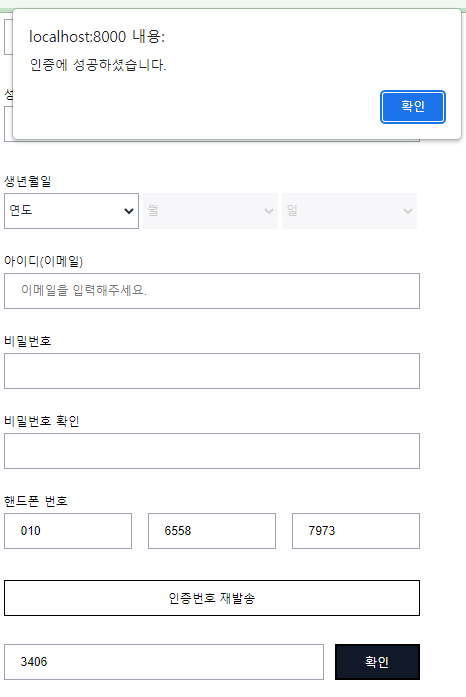 localhost:8000 내용:
인증에 성공하셨습니다.
확인
생년월일
연도 월 일
아이디(이메일)
이메일을 입력해주세요.
비밀번호
비밀번호 확인
핸드폰 번호
010 6558 7973
인증번호 재발송
3406 확인